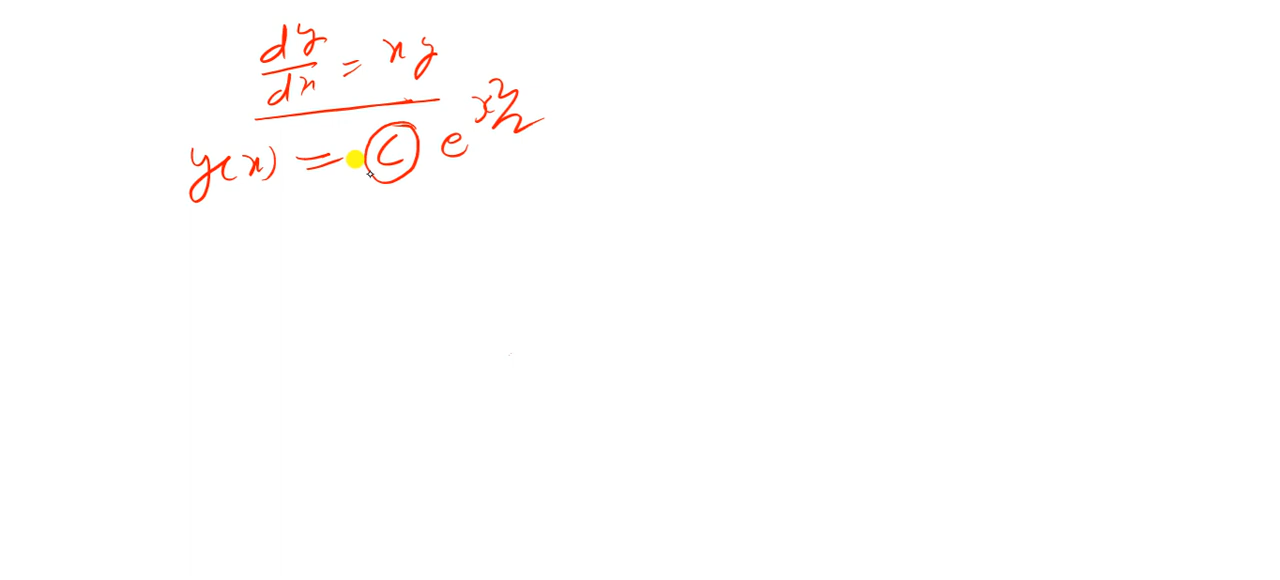 dy/dx = xy
y(x) = C e^{x²/2}